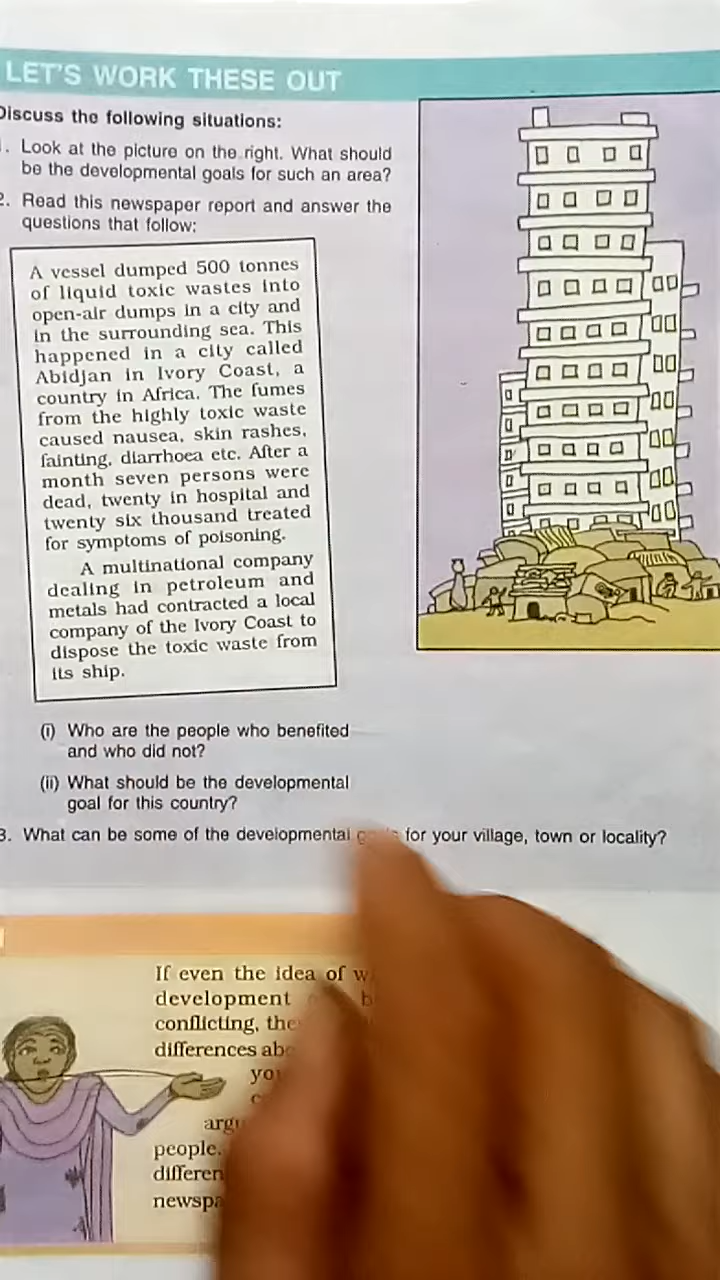 LET'S WORK THESE OUT
Discuss the following situations:
1. Look at the picture on the right. What should
be the developmental goals for such an area?
2. Read this newspaper report and answer the
questions that follow:
A vessel dumped 500 tonnes
of liquid toxic wastes into
open-air dumps in a city and
in the surrounding sea. This
happened in a city called
Abidjan in Ivory Coast, a
country in Africa. The fumes
from the highly toxic waste
caused nausea, skin rashes,
fainting, diarrhoea etc. After a
month seven persons were
dead, twenty in hospital and
twenty six thousand treated
for symptoms of poisoning.
A multinational company
dealing in petroleum and
metals had contracted a local
company of the Ivory Coast to
dispose the toxic waste from
its ship.
(i) Who are the people who benefited
and who did not?
(ii) What should be the developmental
goal for this country?
3. What can be some of the developmental for your village, town or locality?
If even the idea of
development
conflicting, the
differences
people.